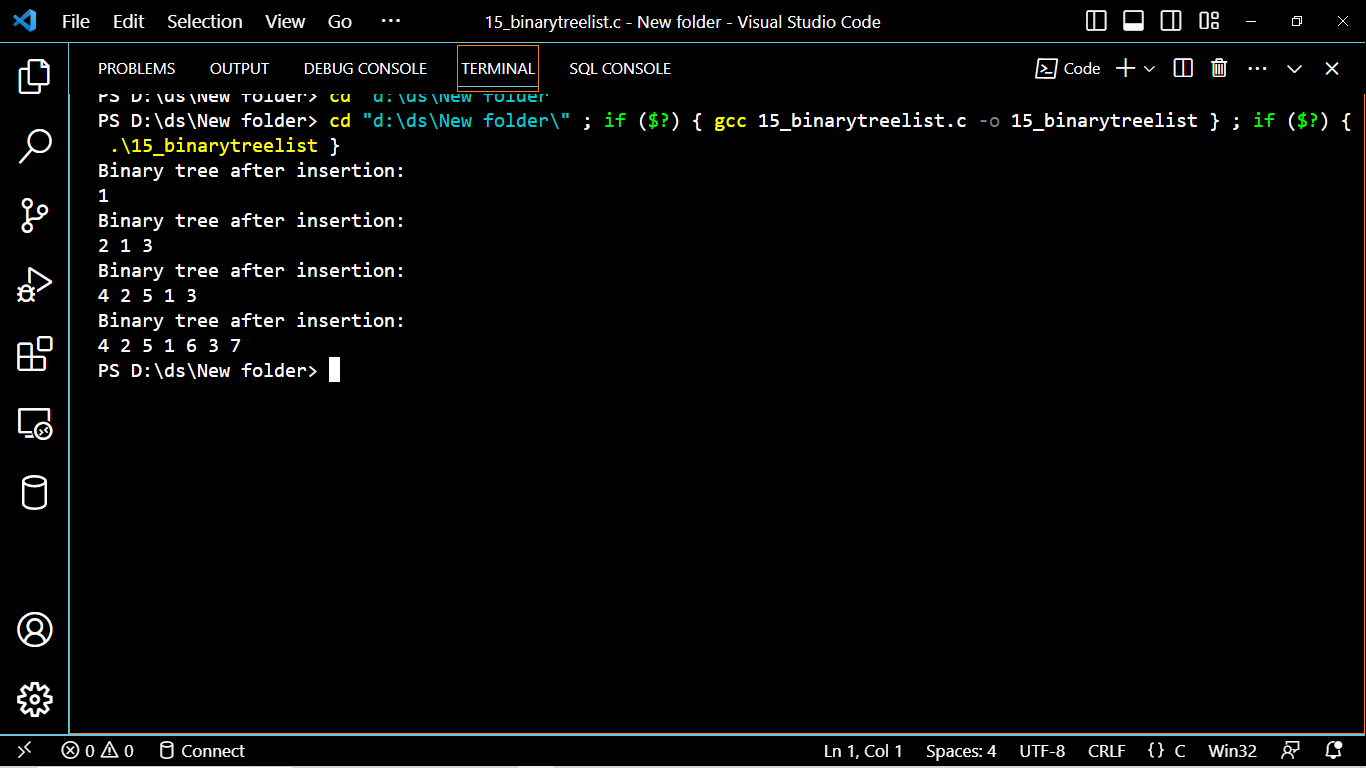 File Edit Selection View Go ··· 15_binarytreelist.c - New folder - Visual Studio Code
PROBLEMS OUTPUT DEBUG CONSOLE TERMINAL SQL CONSOLE Code
PS D:\ds\New folder> cd "d:\ds\New folder"
PS D:\ds\New folder> cd "d:\ds\New folder\" ; if ($?) { gcc 15_binarytreelist.c -o 15_binarytreelist } ; if ($?) {
.\15_binarytreelist }
Binary tree after insertion:
1
Binary tree after insertion:
2 1 3
Binary tree after insertion:
4 2 5 1 3
Binary tree after insertion:
4 2 5 1 6 3 7
PS D:\ds\New folder>
0 0 Connect Ln 1, Col 1 Spaces: 4 UTF-8 CRLF {} C Win32